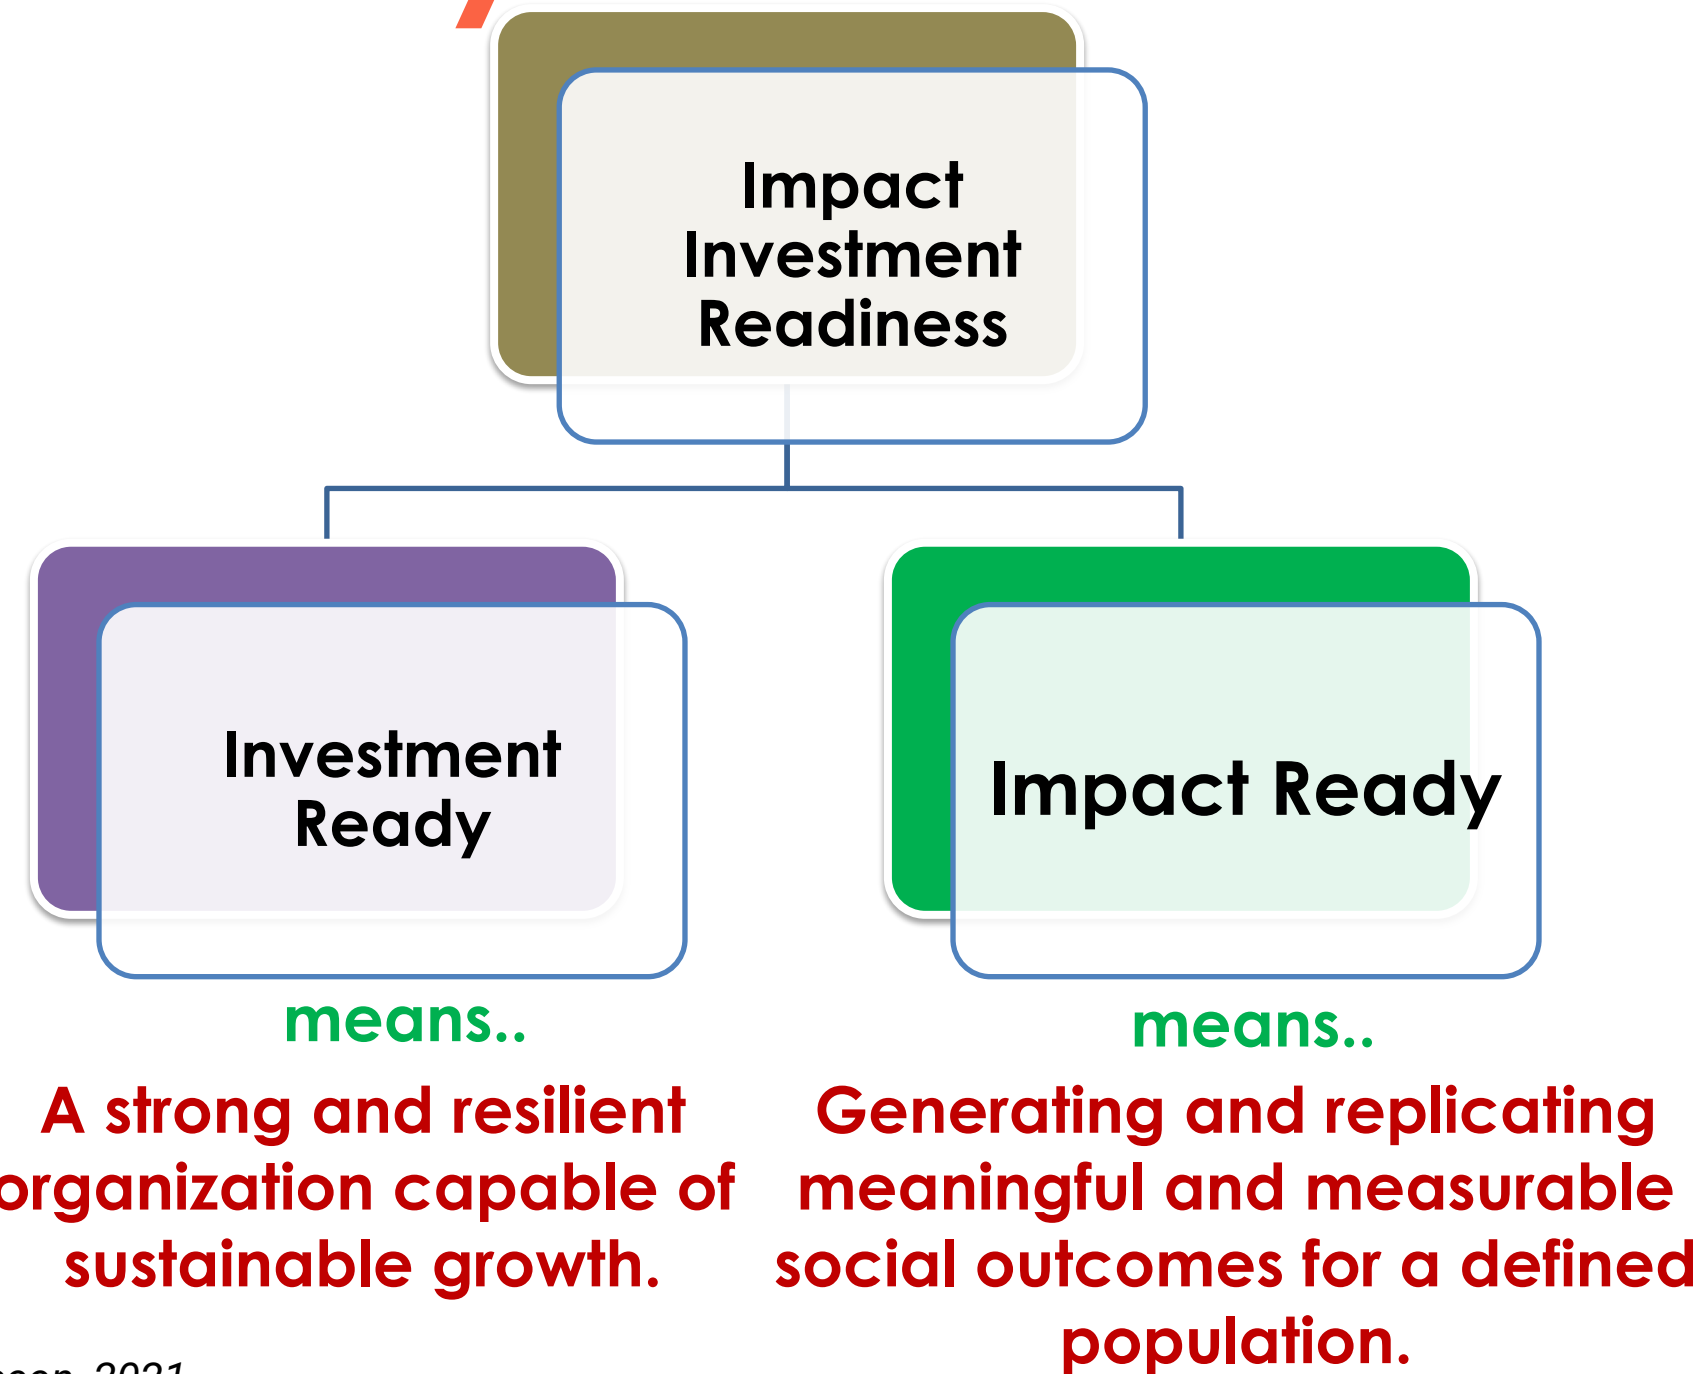 Impact
Investment
Readiness
Investment
Ready
Impact Ready
means..
A strong and resilient
organization capable of
sustainable growth.
means..
Generating and replicating
meaningful and measurable
social outcomes for a defined
population.
2021